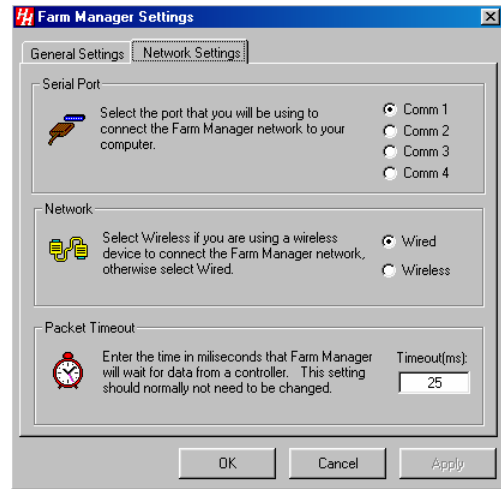 Farm Manager Settings
General Settings
Network Settings
Serial Port
Select the port that you will be using to
connect the Farm Manager network to your
computer.
Comm 1
Comm 2
Comm 3
Comm 4
Network
Select Wireless if you are using a wireless
device to connect the Farm Manager network,
otherwise select Wired.
Wired
Wireless
Packet Timeout
Enter the time in miliseconds that Farm Manager
will wait for data from a controller. This setting
should normally not need to be changed.
Timeout(ms):
25
OK
Cancel
Apply